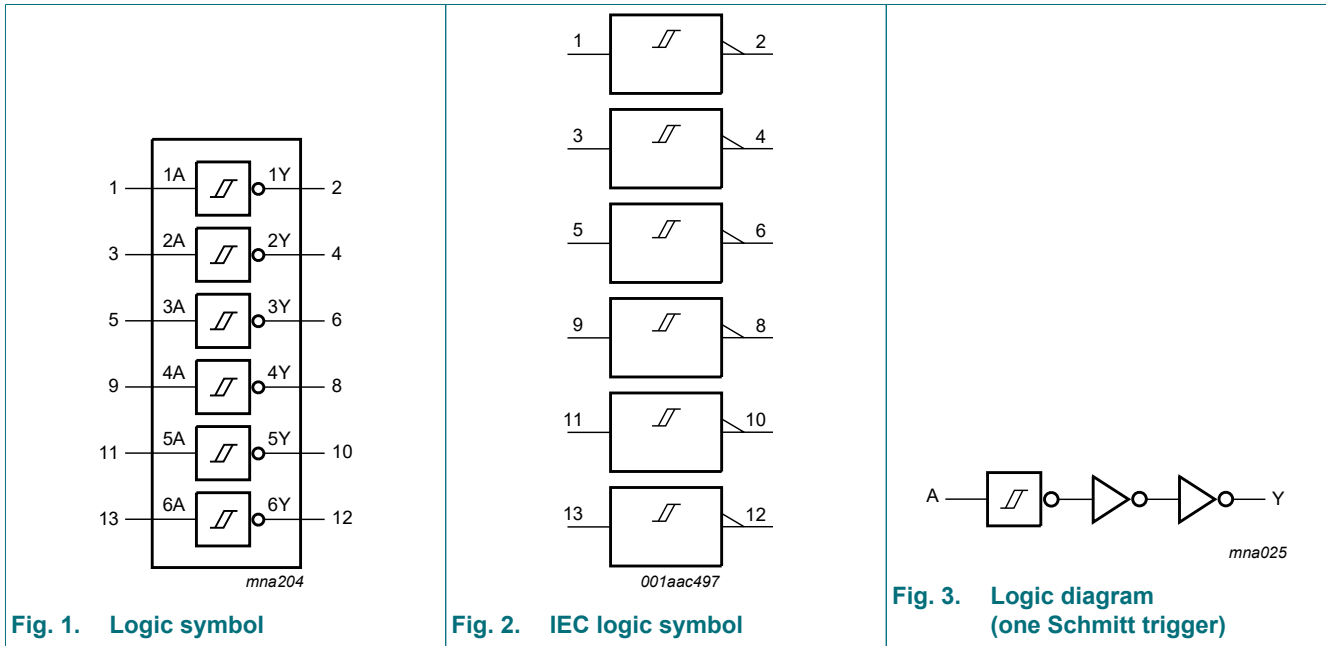 1 1A 1Y 2
3 2A 2Y 4
5 3A 3Y 6
9 4A 4Y 8
11 5A 5Y 10
13 6A 6Y 12
mna204
Fig. 1. Logic symbol
1 2
3 4
5 6
9 8
11 10
13 12
001aac497
Fig. 2. IEC logic symbol
A Y
mna025
Fig. 3. Logic diagram
(one Schmitt trigger)